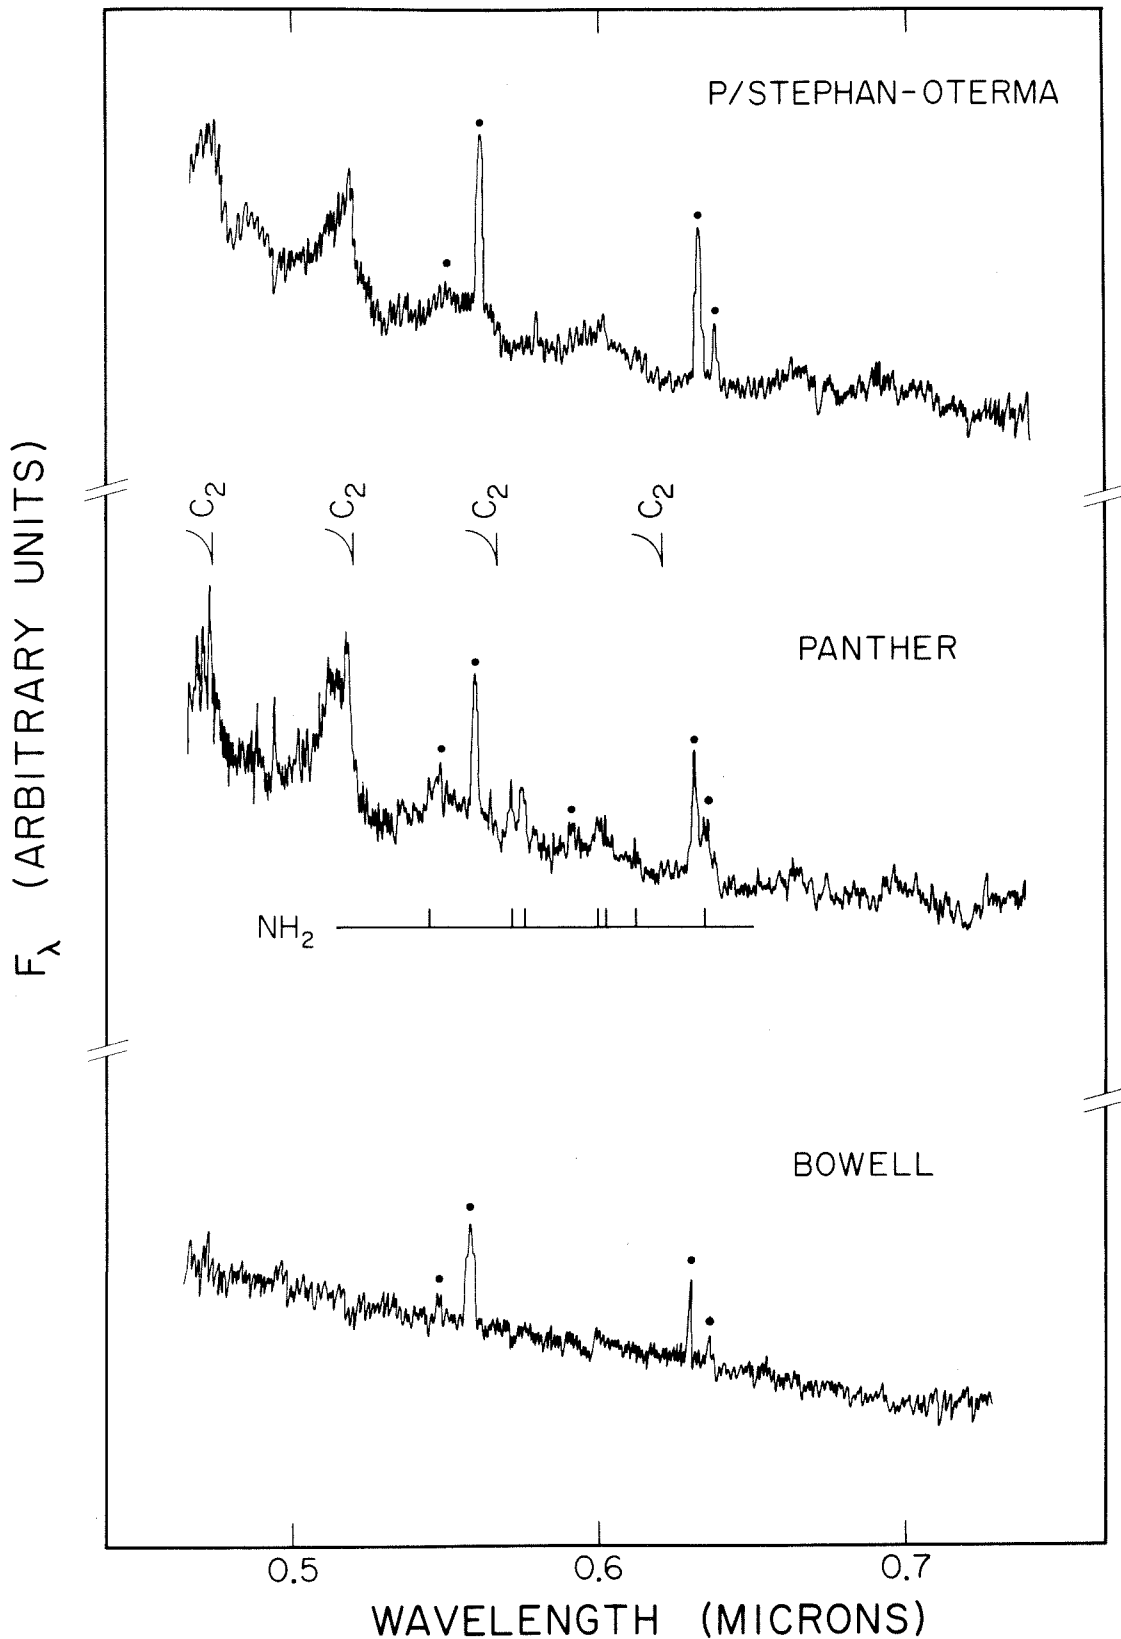 P/STEPHAN-OTERMA
C2 C2 C2 C2
PANTHER
NH2
BOWELL
Fλ (ARBITRARY UNITS)
0.5 0.6 0.7
WAVELENGTH (MICRONS)